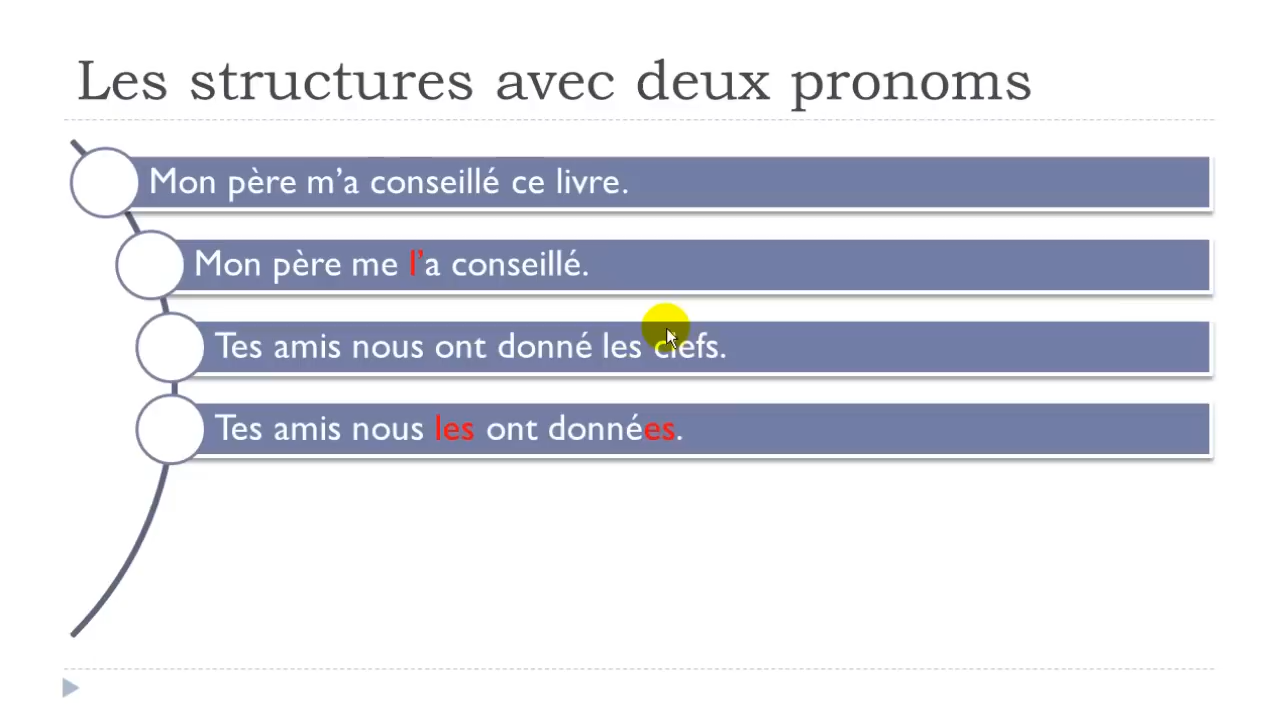 Les structures avec deux pronoms
Mon père m’a conseillé ce livre.
Mon père me l’a conseillé.
Tes amis nous ont donné les clefs.
Tes amis nous les ont données.